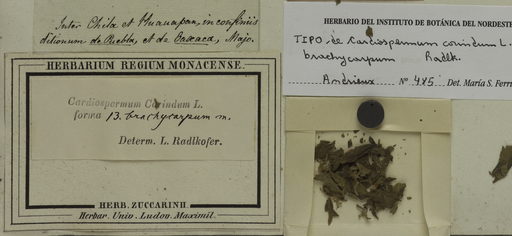 Inter Chila et Huauapan, in confiniis
ditionum de Puebla, et de Oaxaca, Majo.
HERBARIUM REGIUM MONACENSE.
Cardiospermum Corindum L.
forma 13. brachycarpum m.
Determ. L. Radlkofer.
HERB. ZUCCARINII
Herbar. Univ. Ludov. Maximil.
HERBARIO DEL INSTITUTO DE BOTÁNICA DEL NORDESTE
TIPO de Cardiospermum corindum L.
brachycarpum Radlk.
Andrieux Nº 485 Det. María S. Ferr